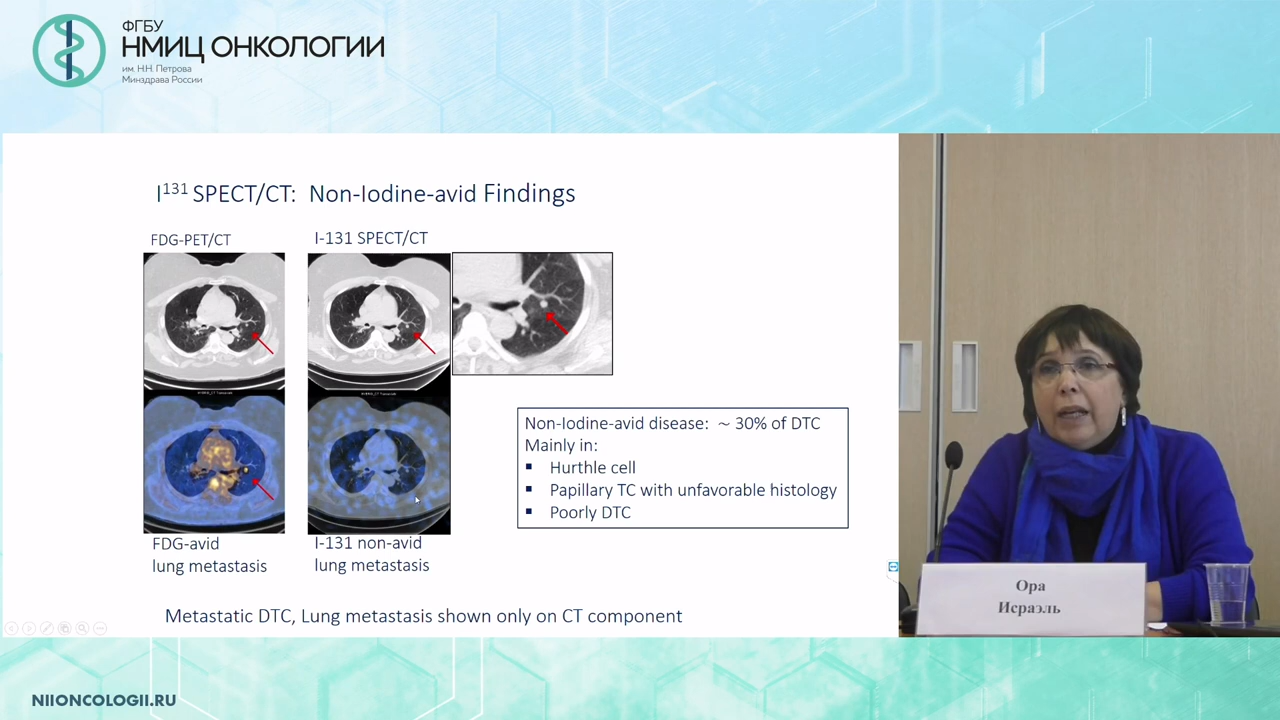 ФГБУ
НМИЦ ОНКОЛОГИИ
им. Н.Н. Петрова
Минздрава России
I131 SPECT/CT: Non-Iodine-avid Findings
FDG-PET/CT
I-131 SPECT/CT
FDG-avid
lung metastasis
I-131 non-avid
lung metastasis
Non-Iodine-avid disease: ~ 30% of DTC
Mainly in:
▪ Hurthle cell
▪ Papillary TC with unfavorable histology
▪ Poorly DTC
Metastatic DTC, Lung metastasis shown only on CT component
Ора
Исраэль
NIIONCOLOGII.RU